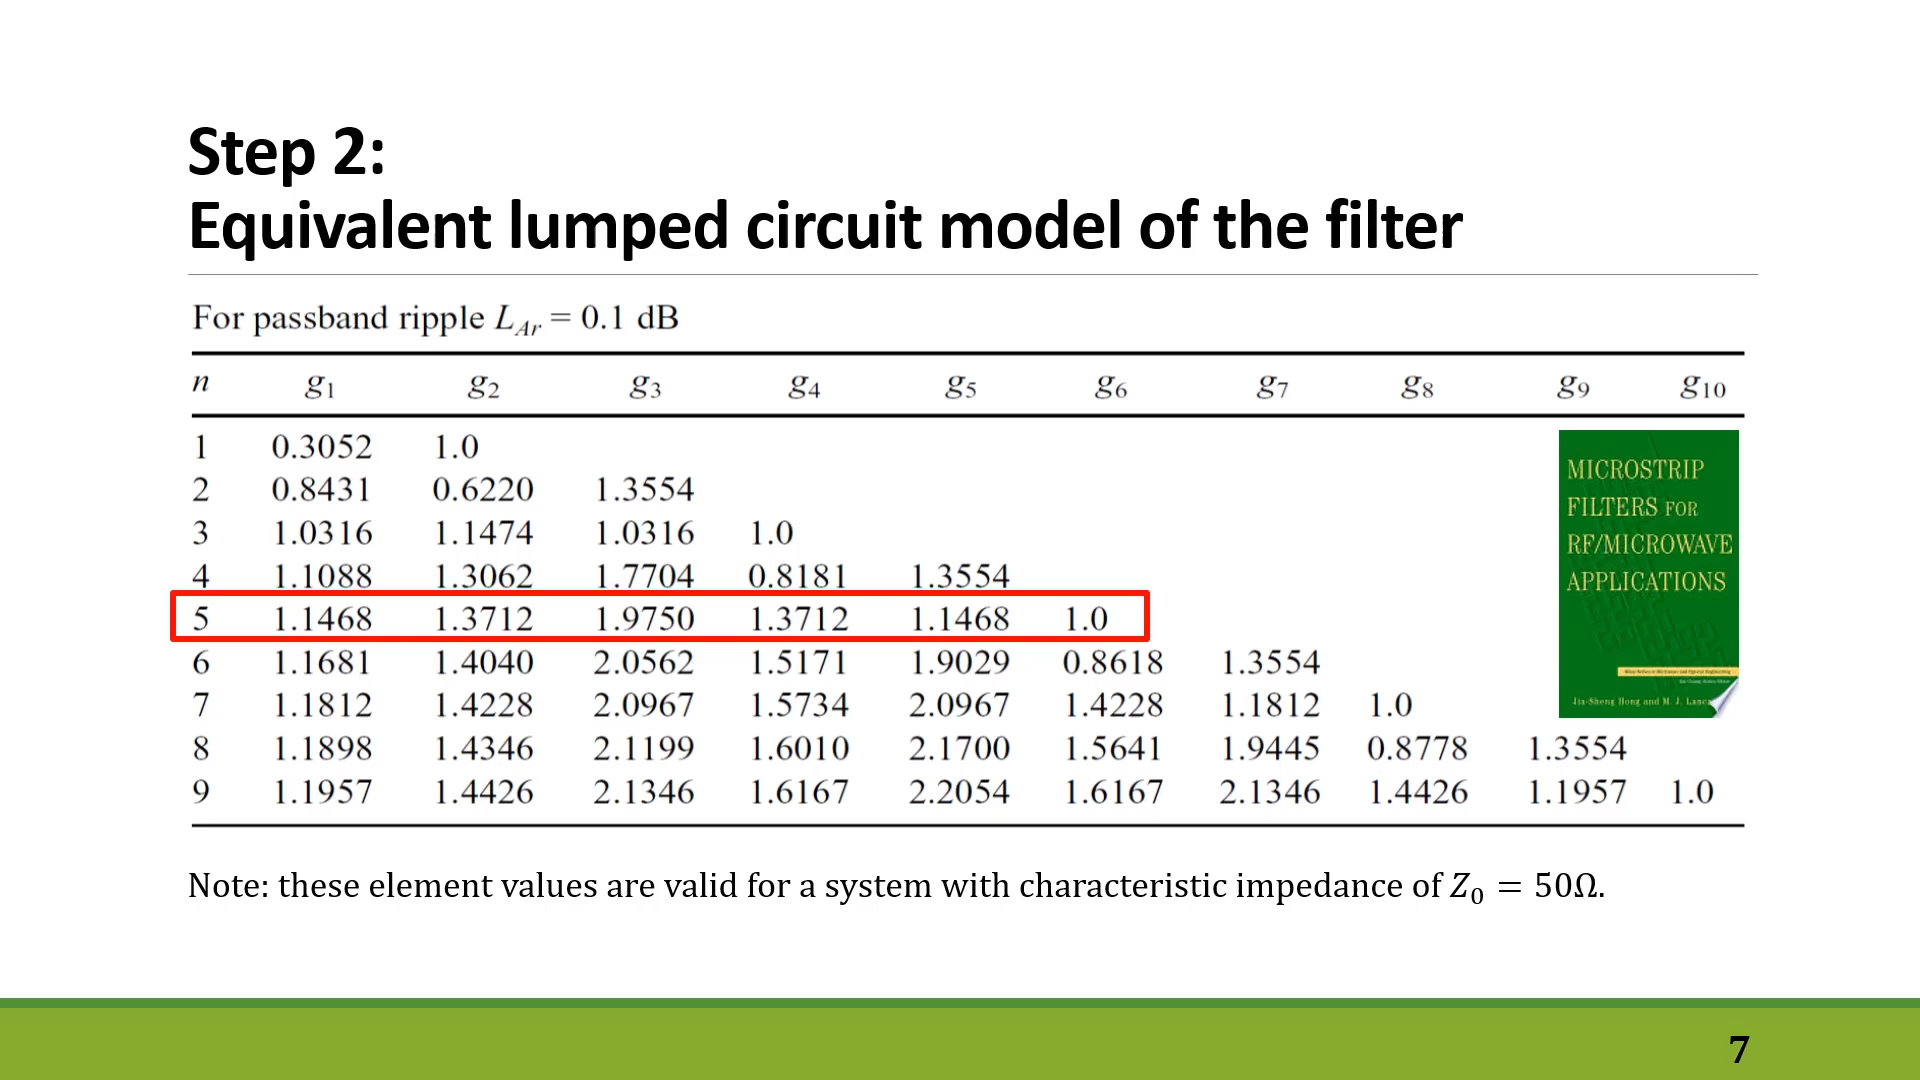 Step 2:
Equivalent lumped circuit model of the filter
For passband ripple L_Ar = 0.1 dB
n g₁ g₂ g₃ g₄ g₅ g₆ g₇ g₈ g₉ g₁₀
1 0.3052 1.0
2 0.8431 0.6220 1.3554
3 1.0316 1.1474 1.0316 1.0
4 1.1088 1.3062 1.7704 0.8181 1.3554
5 1.1468 1.3712 1.9750 1.3712 1.1468 1.0
6 1.1681 1.4040 2.0562 1.5171 1.9029 0.8618 1.3554
7 1.1812 1.4228 2.0967 1.5734 2.0967 1.4228 1.1812 1.0
8 1.1898 1.4346 2.1199 1.6010 2.1700 1.5641 1.9445 0.8778 1.3554
9 1.1957 1.4426 2.1346 1.6167 2.2054 1.6167 2.1346 1.4426 1.1957 1.0
MICROSTRIP
FILTERS FOR
RF/MICROWAVE
APPLICATIONS
Jia-Sheng Hong and M. J.
Note: these element values are valid for a system with characteristic impedance of Z₀ = 50Ω.
7